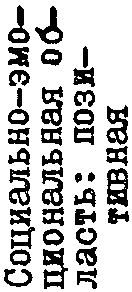 Социально-эмо-
циональная об-
ласть: пози-
тивная